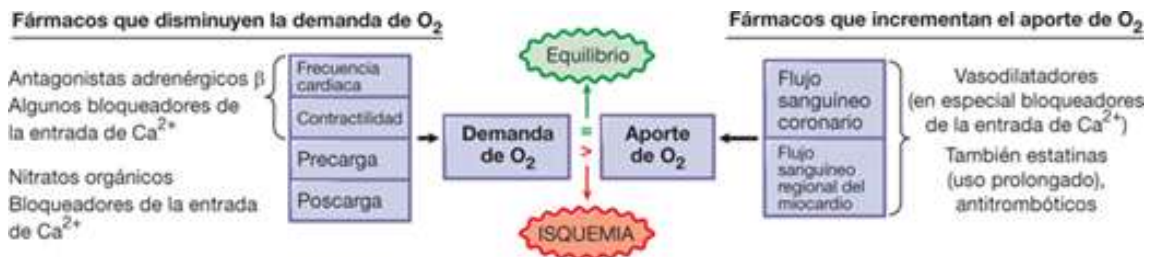 Fármacos que disminuyen la demanda de O2
Fármacos que incrementan el aporte de O2
Antagonistas adrenérgicos β
Algunos bloqueadores de
la entrada de Ca2+
Nitratos orgánicos
Bloqueadores de la entrada
de Ca2+
Frecuencia
cardiaca
Contractilidad
Precarga
Poscarga
Demanda
de O2
Equilibrio
=
>
ISQUEMIA
Aporte
de O2
Flujo
sanguíneo
coronario
Flujo
sanguíneo
regional del
miocardio
Vasodilatadores
(en especial bloqueadores
de la entrada de Ca2+)
También estatinas
(uso prolongado),
antitrombóticos